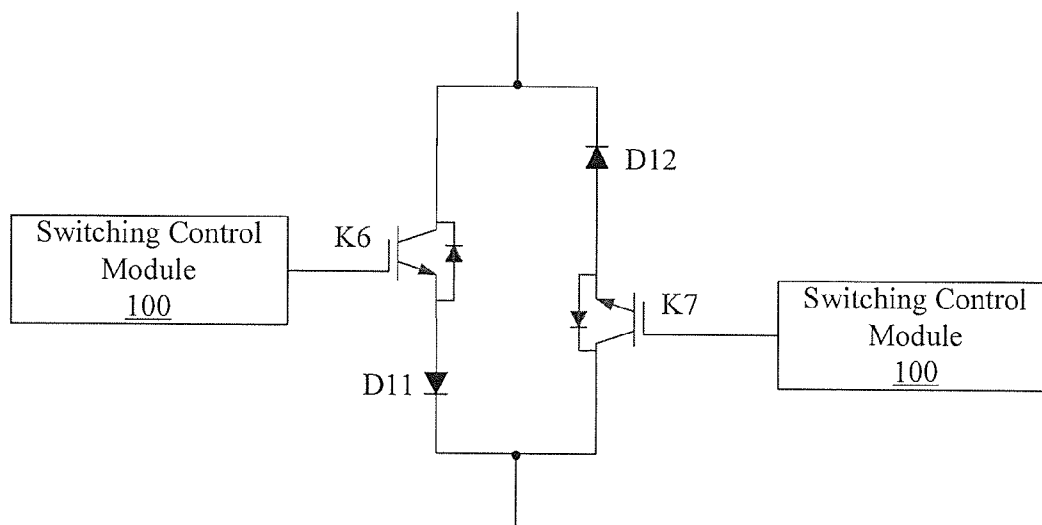 D12
Switching Control
Module
100
K6
K7
Switching Control
Module
100
D11